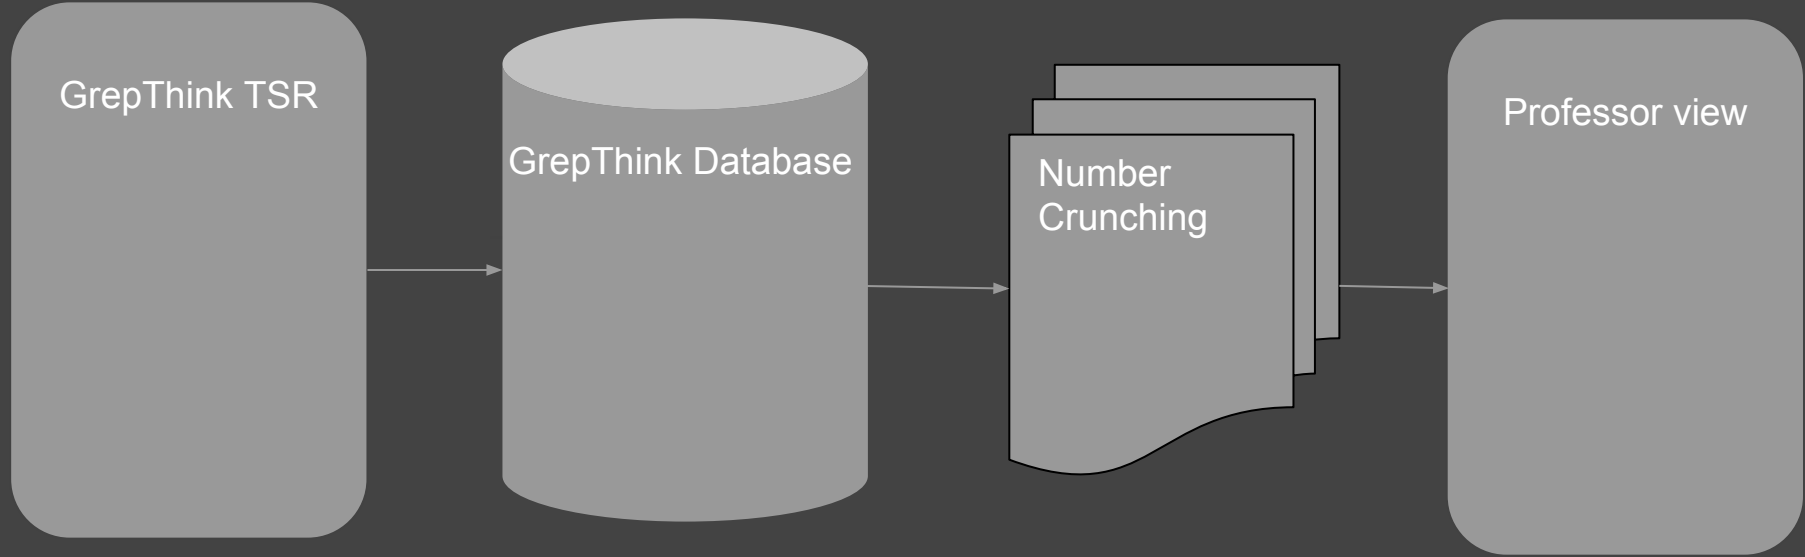 GrepThink TSR
GrepThink Database
Number
Crunching
Professor view